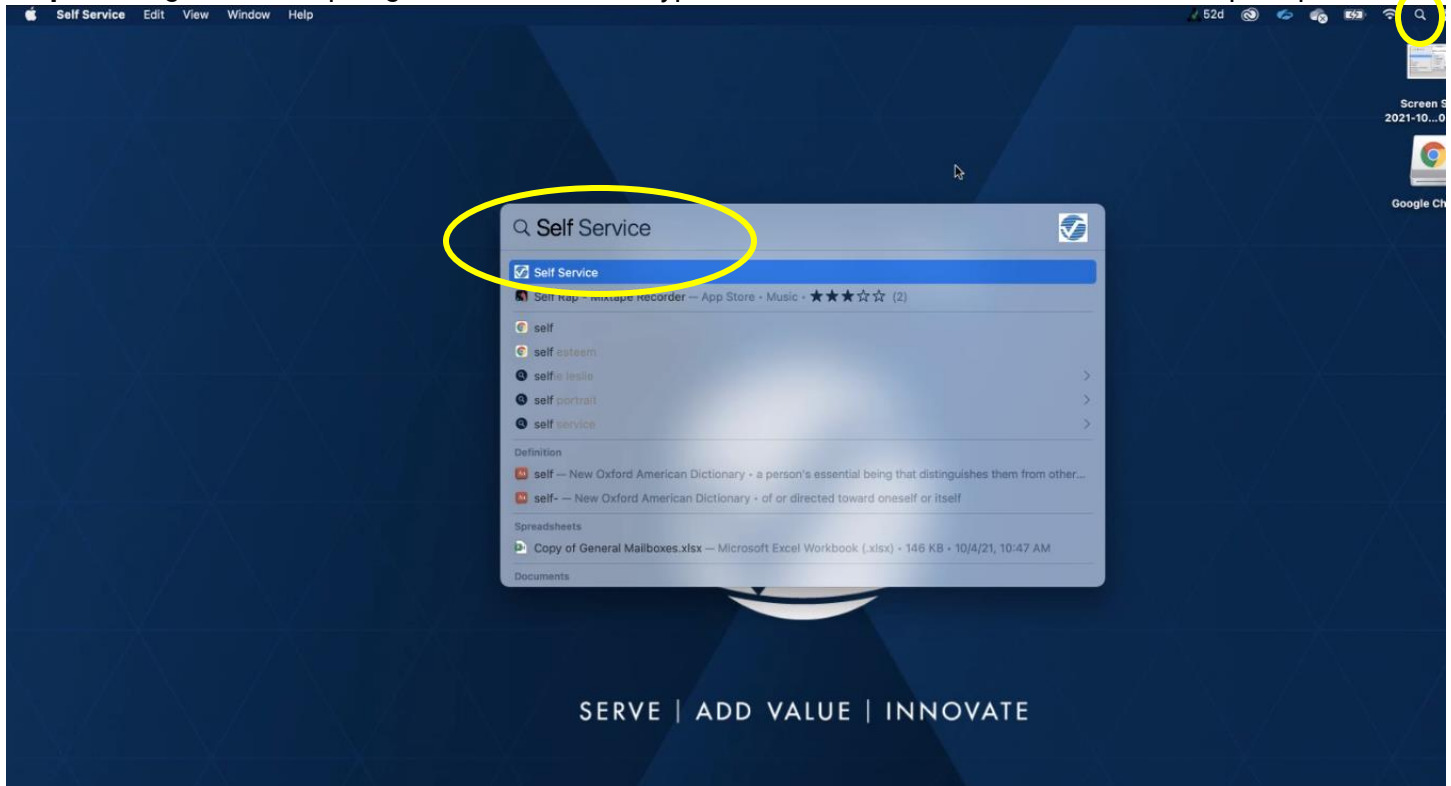 Self Service Edit View Window Help 52d
Screen S
2021-10...0
Google Ch
Self Service
Self Service
Self Rap - Mixtape Recorder — App Store • Music • ★★★☆☆ (2)
self
self esteem
selfie leslie
self portrait
self service
Definition
self — New Oxford American Dictionary • a person's essential being that distinguishes them from other...
self- — New Oxford American Dictionary • of or directed toward oneself or itself
Spreadsheets
Copy of General Mailboxes.xlsx — Microsoft Excel Workbook (.xlsx) • 146 KB • 10/4/21, 10:47 AM
Documents
SERVE | ADD VALUE | INNOVATE